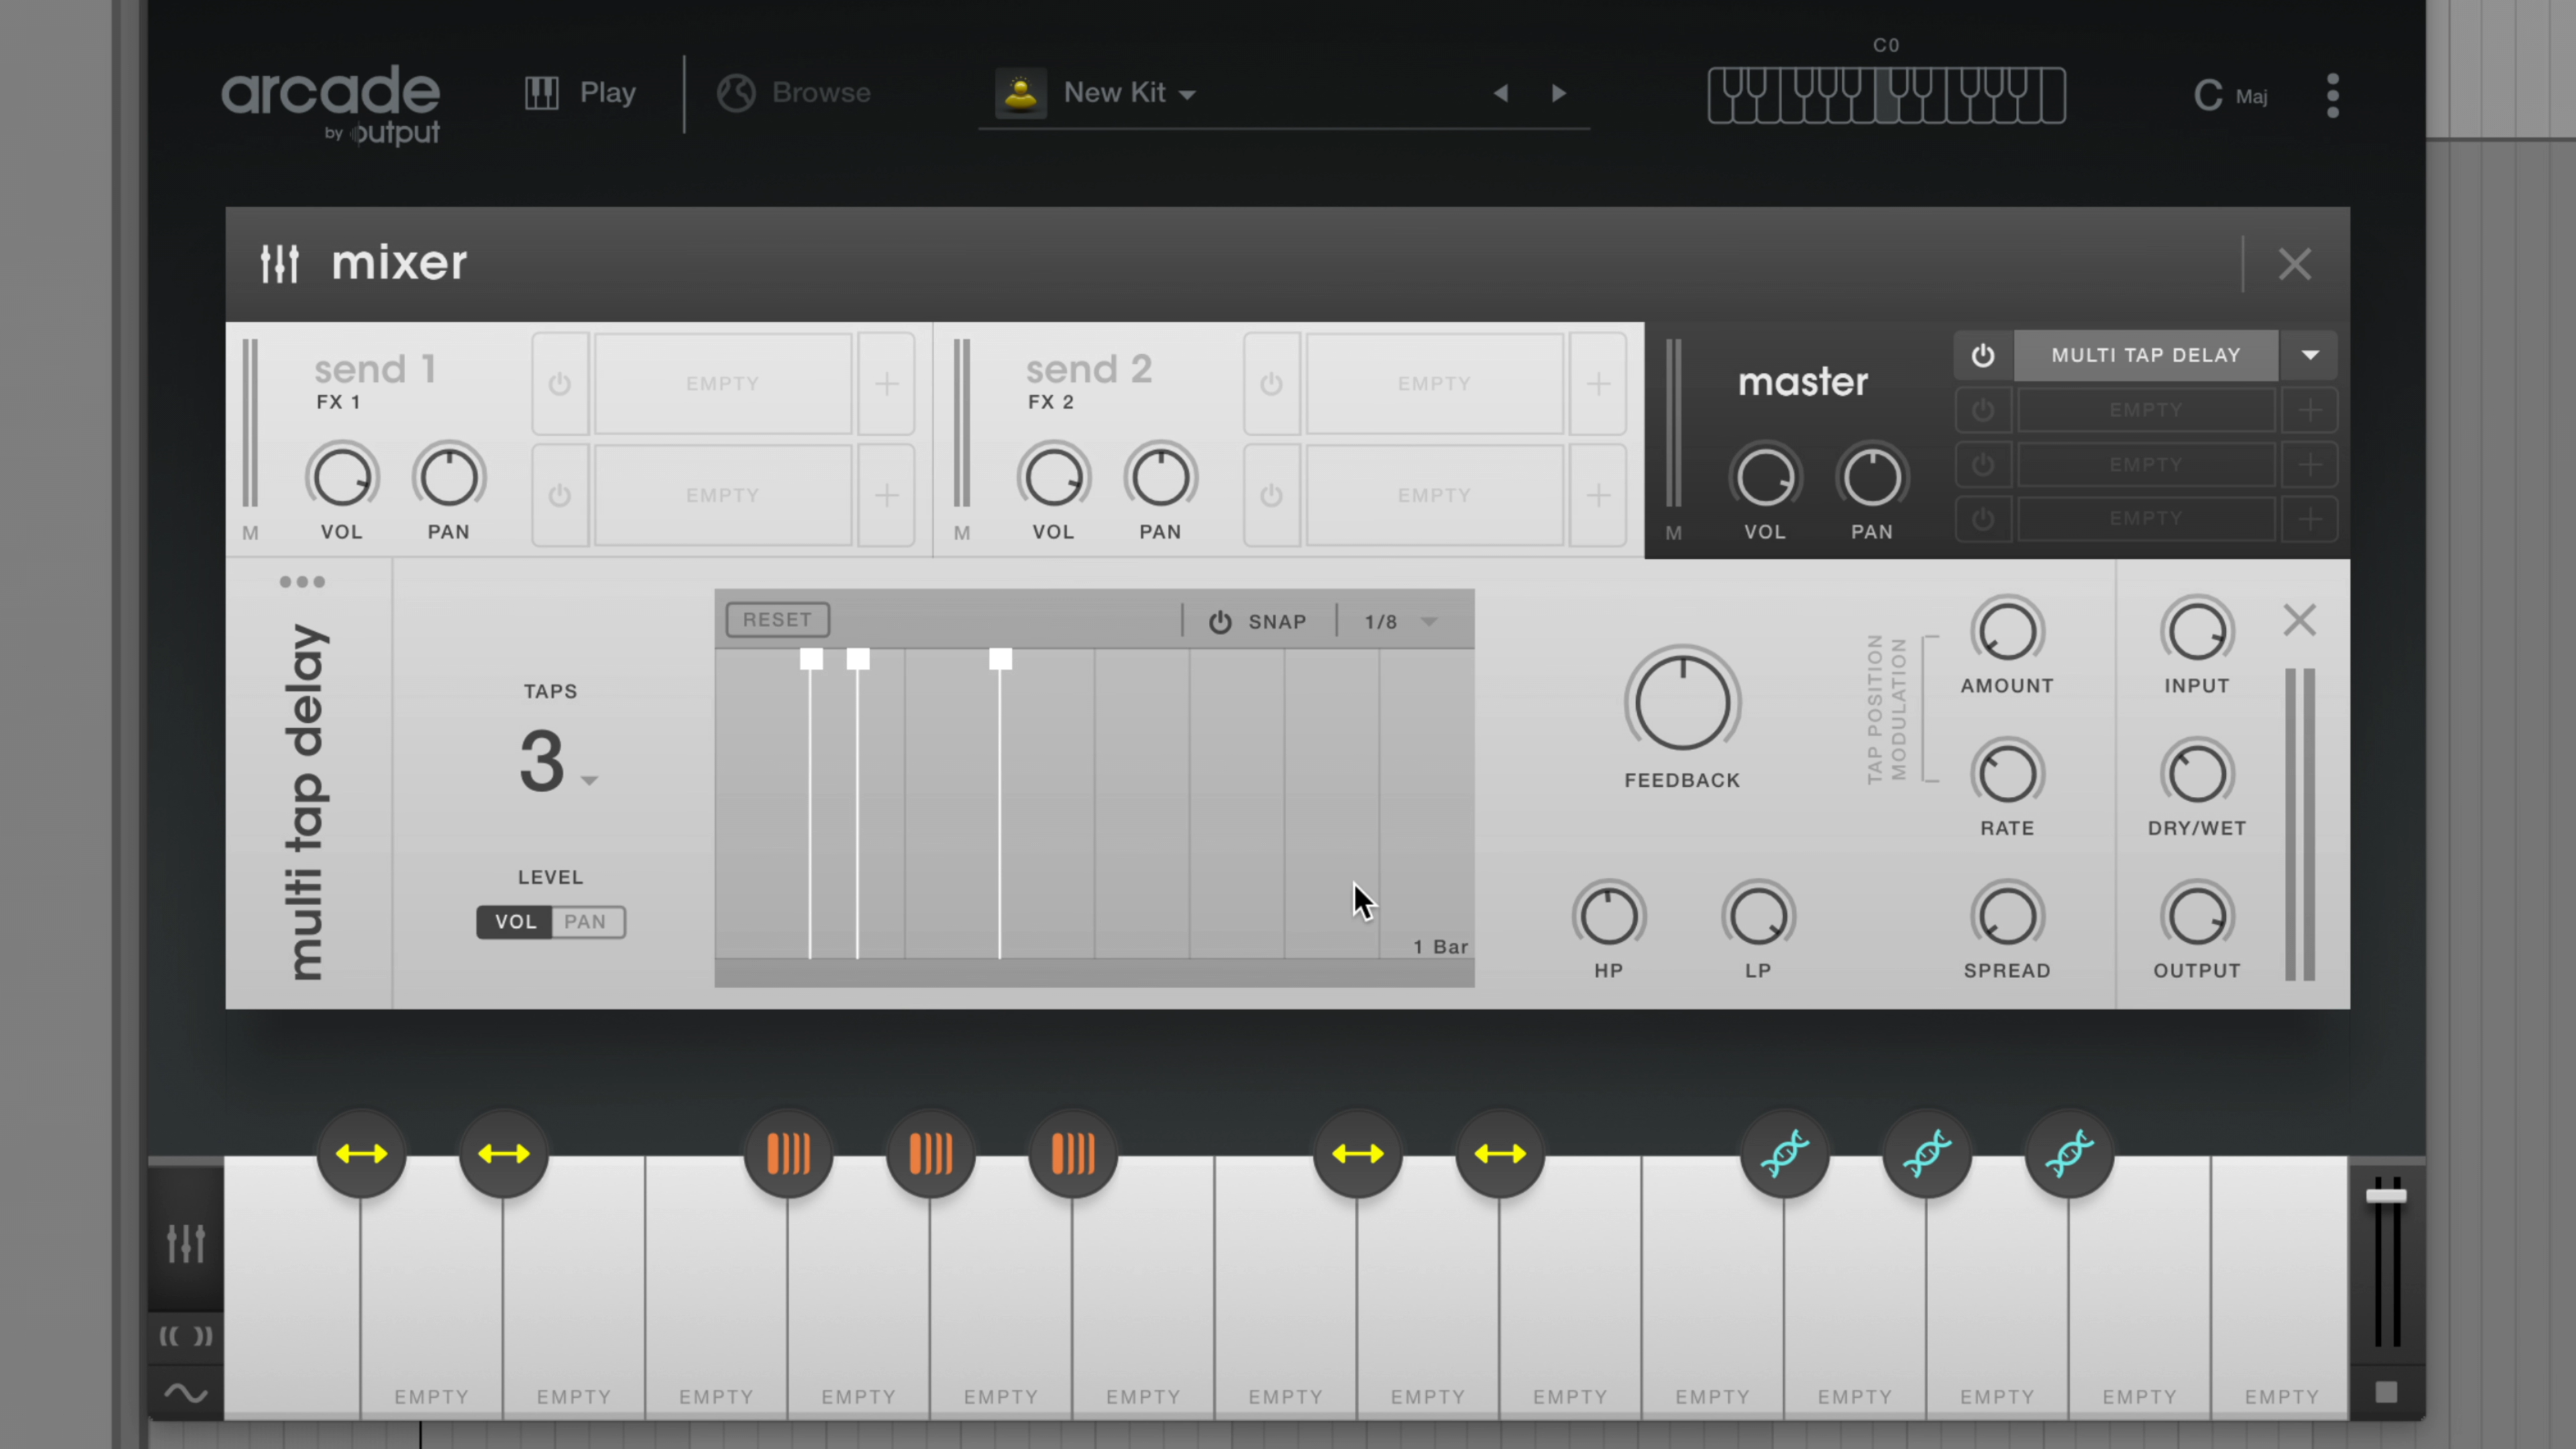 arcade
by output
Play
Browse
New Kit
C0
C Maj
mixer
send 1
FX 1
VOL
PAN
M
EMPTY
EMPTY
send 2
FX 2
VOL
PAN
M
EMPTY
EMPTY
master
VOL
PAN
M
MULTI TAP DELAY
EMPTY
EMPTY
EMPTY
multi tap delay
TAPS
3
LEVEL
VOL
PAN
RESET
SNAP
1/8
1 Bar
FEEDBACK
HP
LP
TAP POSITION
MODULATION
AMOUNT
RATE
SPREAD
INPUT
DRY/WET
OUTPUT
EMPTY
EMPTY
EMPTY
EMPTY
EMPTY
EMPTY
EMPTY
EMPTY
EMPTY
EMPTY
EMPTY
EMPTY
EMPTY
EMPTY